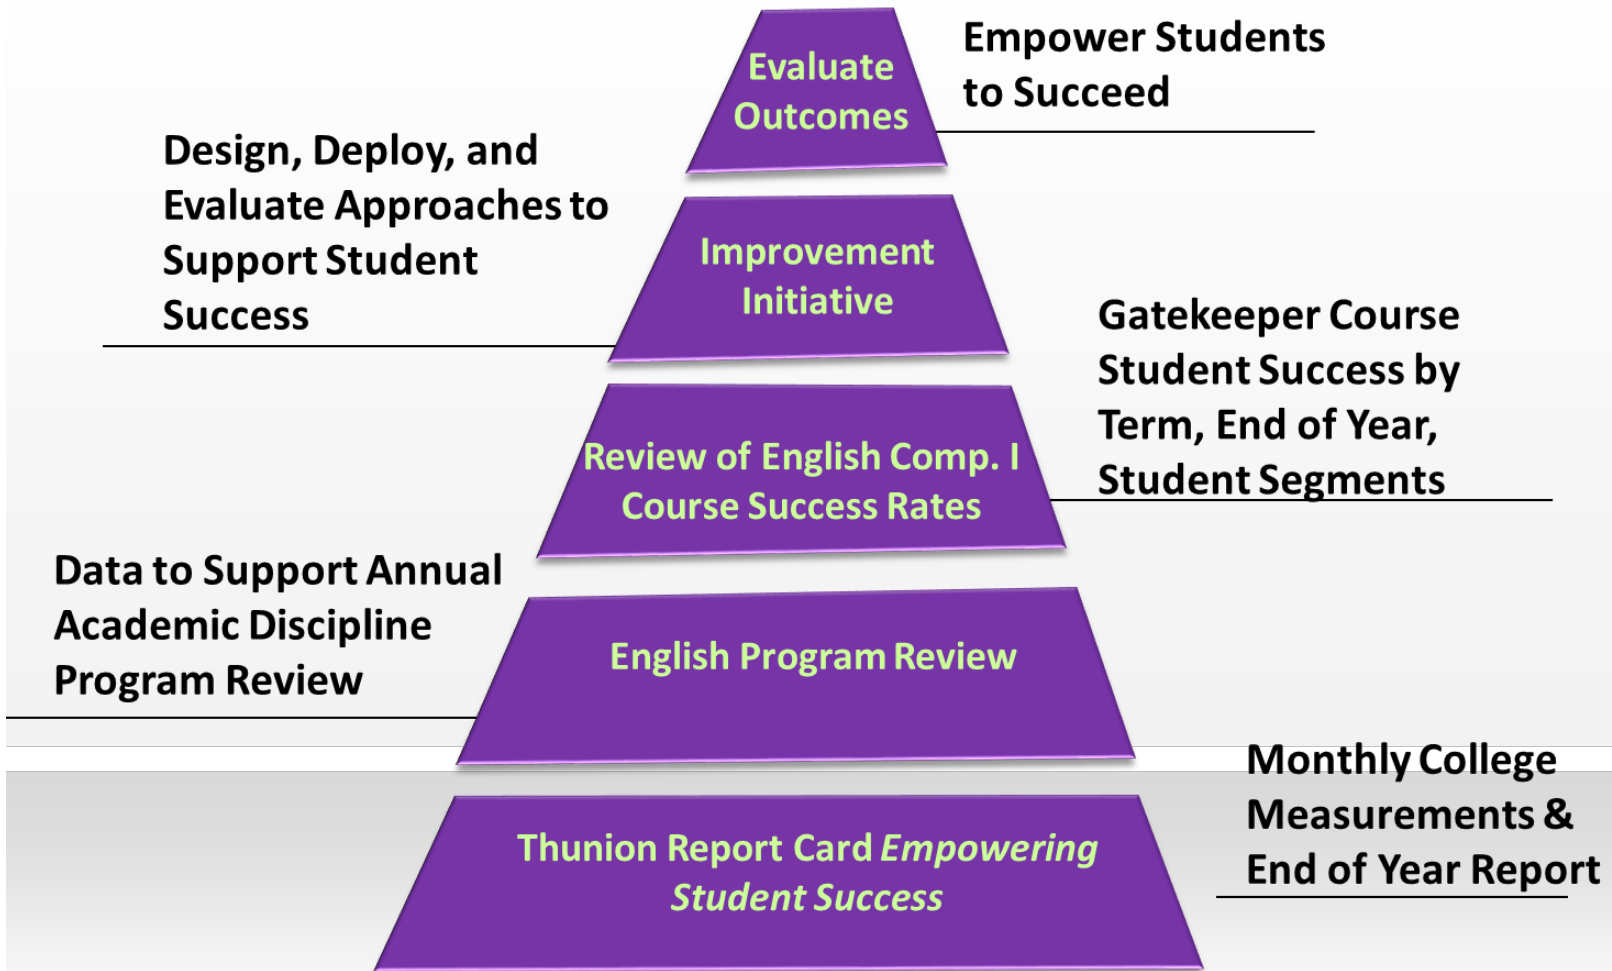 Evaluate
Outcomes
Empower Students
to Succeed
Design, Deploy, and
Evaluate Approaches to
Support Student
Success
Improvement
Initiative
Gatekeeper Course
Student Success by
Term, End of Year,
Student Segments
Review of English Comp. I
Course Success Rates
Data to Support Annual
Academic Discipline
Program Review
English Program Review
Monthly College
Measurements &
End of Year Report
Thunion Report Card Empowering
Student Success